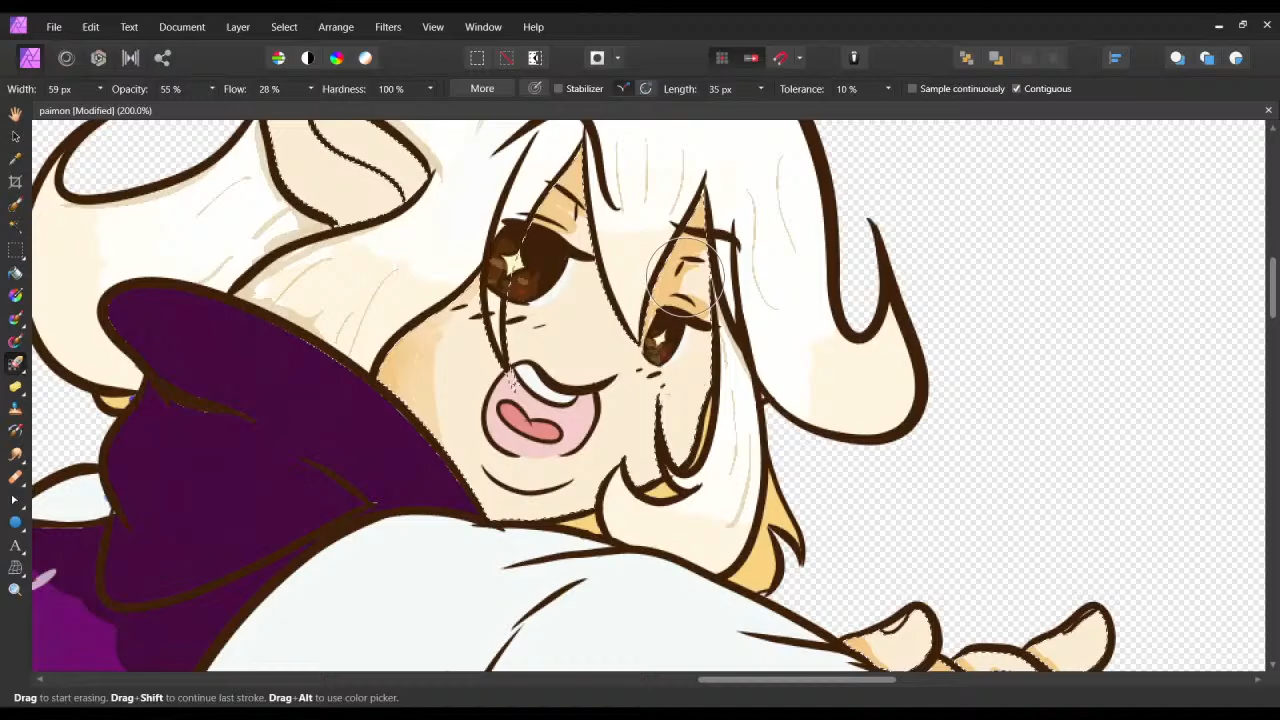 File Edit Text Document Layer Select Arrange Filters View Window Help
Width: 59 px Opacity: 55 % Flow: 28 % Hardness: 100 % More Stabilizer Length: 35 px Tolerance: 10 % Sample continuously Contiguous
paimon [Modified] (200.0%)
A
Drag to start erasing. Drag+Shift to continue last stroke. Drag+Alt to use color picker.